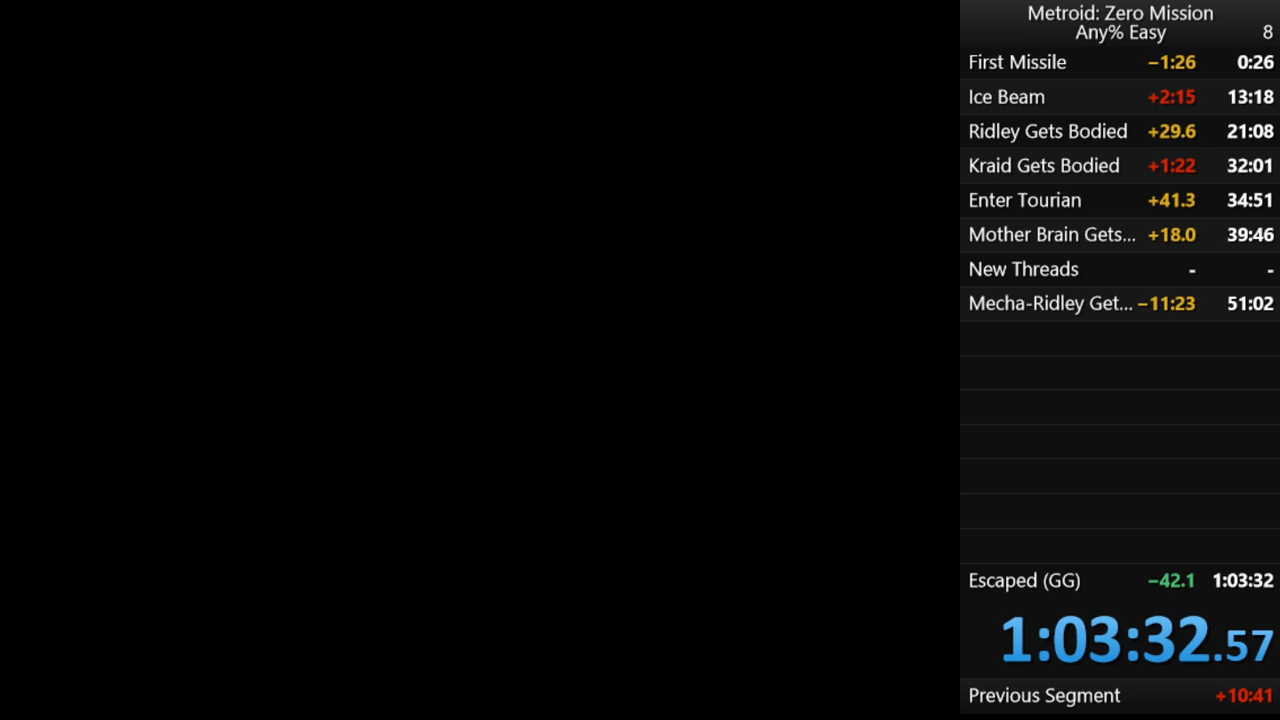 Metroid: Zero Mission
Any% Easy 8
First Missile −1:26 0:26
Ice Beam +2:15 13:18
Ridley Gets Bodied +29.6 21:08
Kraid Gets Bodied +1:22 32:01
Enter Tourian +41.3 34:51
Mother Brain Gets... +18.0 39:46
New Threads - -
Mecha-Ridley Get... −11:23 51:02
Escaped (GG) −42.1 1:03:32
1:03:32.57
Previous Segment +10:41